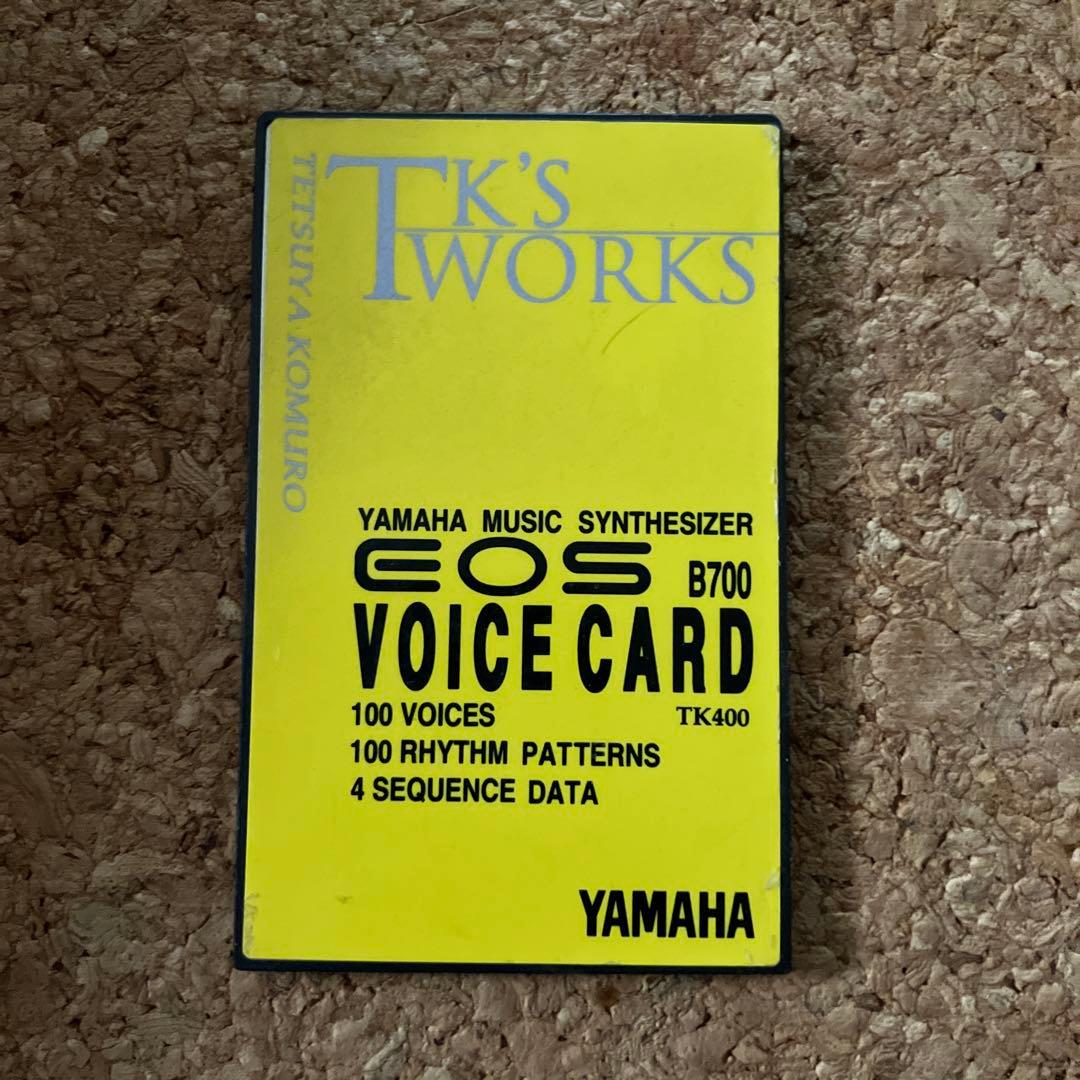 TK'S
WORKS
TETSUYA KOMURO
YAMAHA MUSIC SYNTHESIZER
EOS B700
VOICE CARD
100 VOICES TK400
100 RHYTHM PATTERNS
4 SEQUENCE DATA
YAMAHA